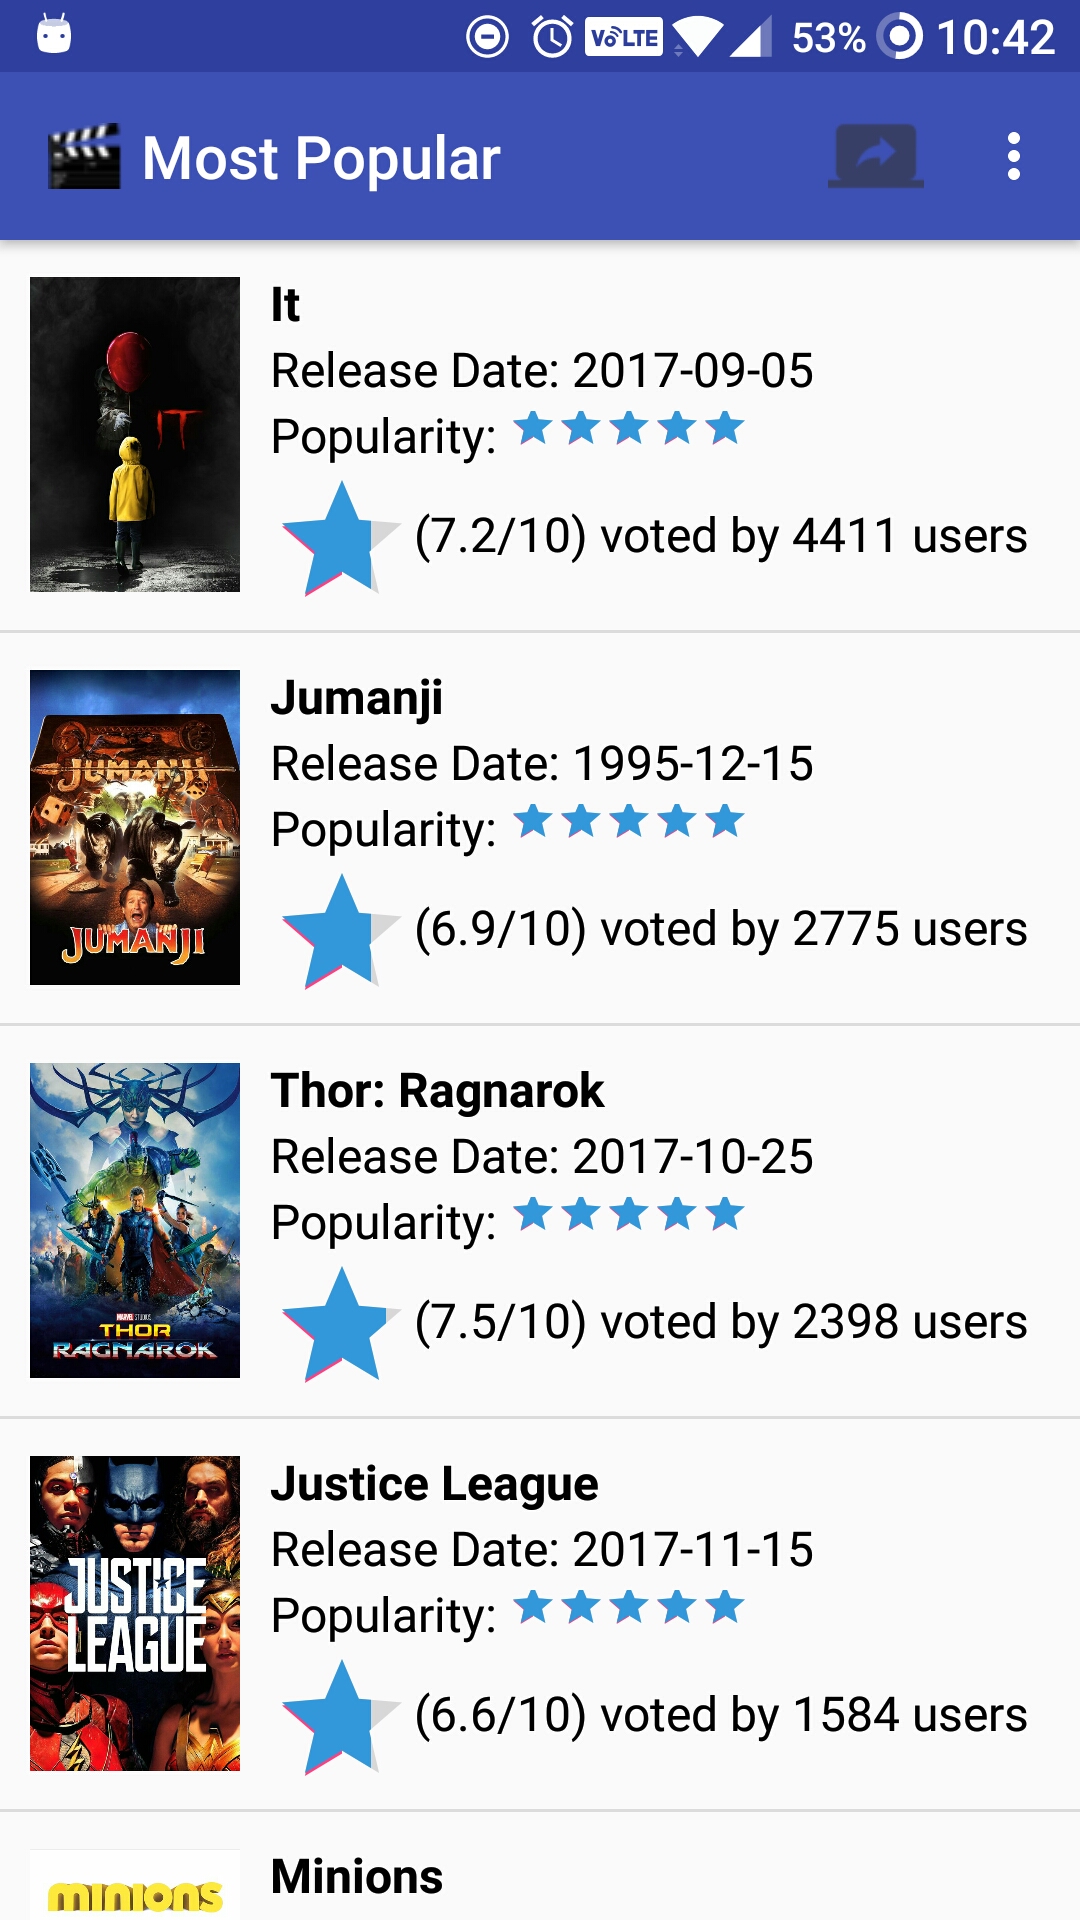 VoLTE 53% 10:42
Most Popular
IT
It
Release Date: 2017-09-05
Popularity:
(7.2/10) voted by 4411 users
JUMANJI
JUMANJI
Jumanji
Release Date: 1995-12-15
Popularity:
(6.9/10) voted by 2775 users
MARVEL STUDIOS
THOR
RAGNAROK
Thor: Ragnarok
Release Date: 2017-10-25
Popularity:
(7.5/10) voted by 2398 users
JUSTICE
LEAGUE
Justice League
Release Date: 2017-11-15
Popularity:
(6.6/10) voted by 1584 users
minions
Minions